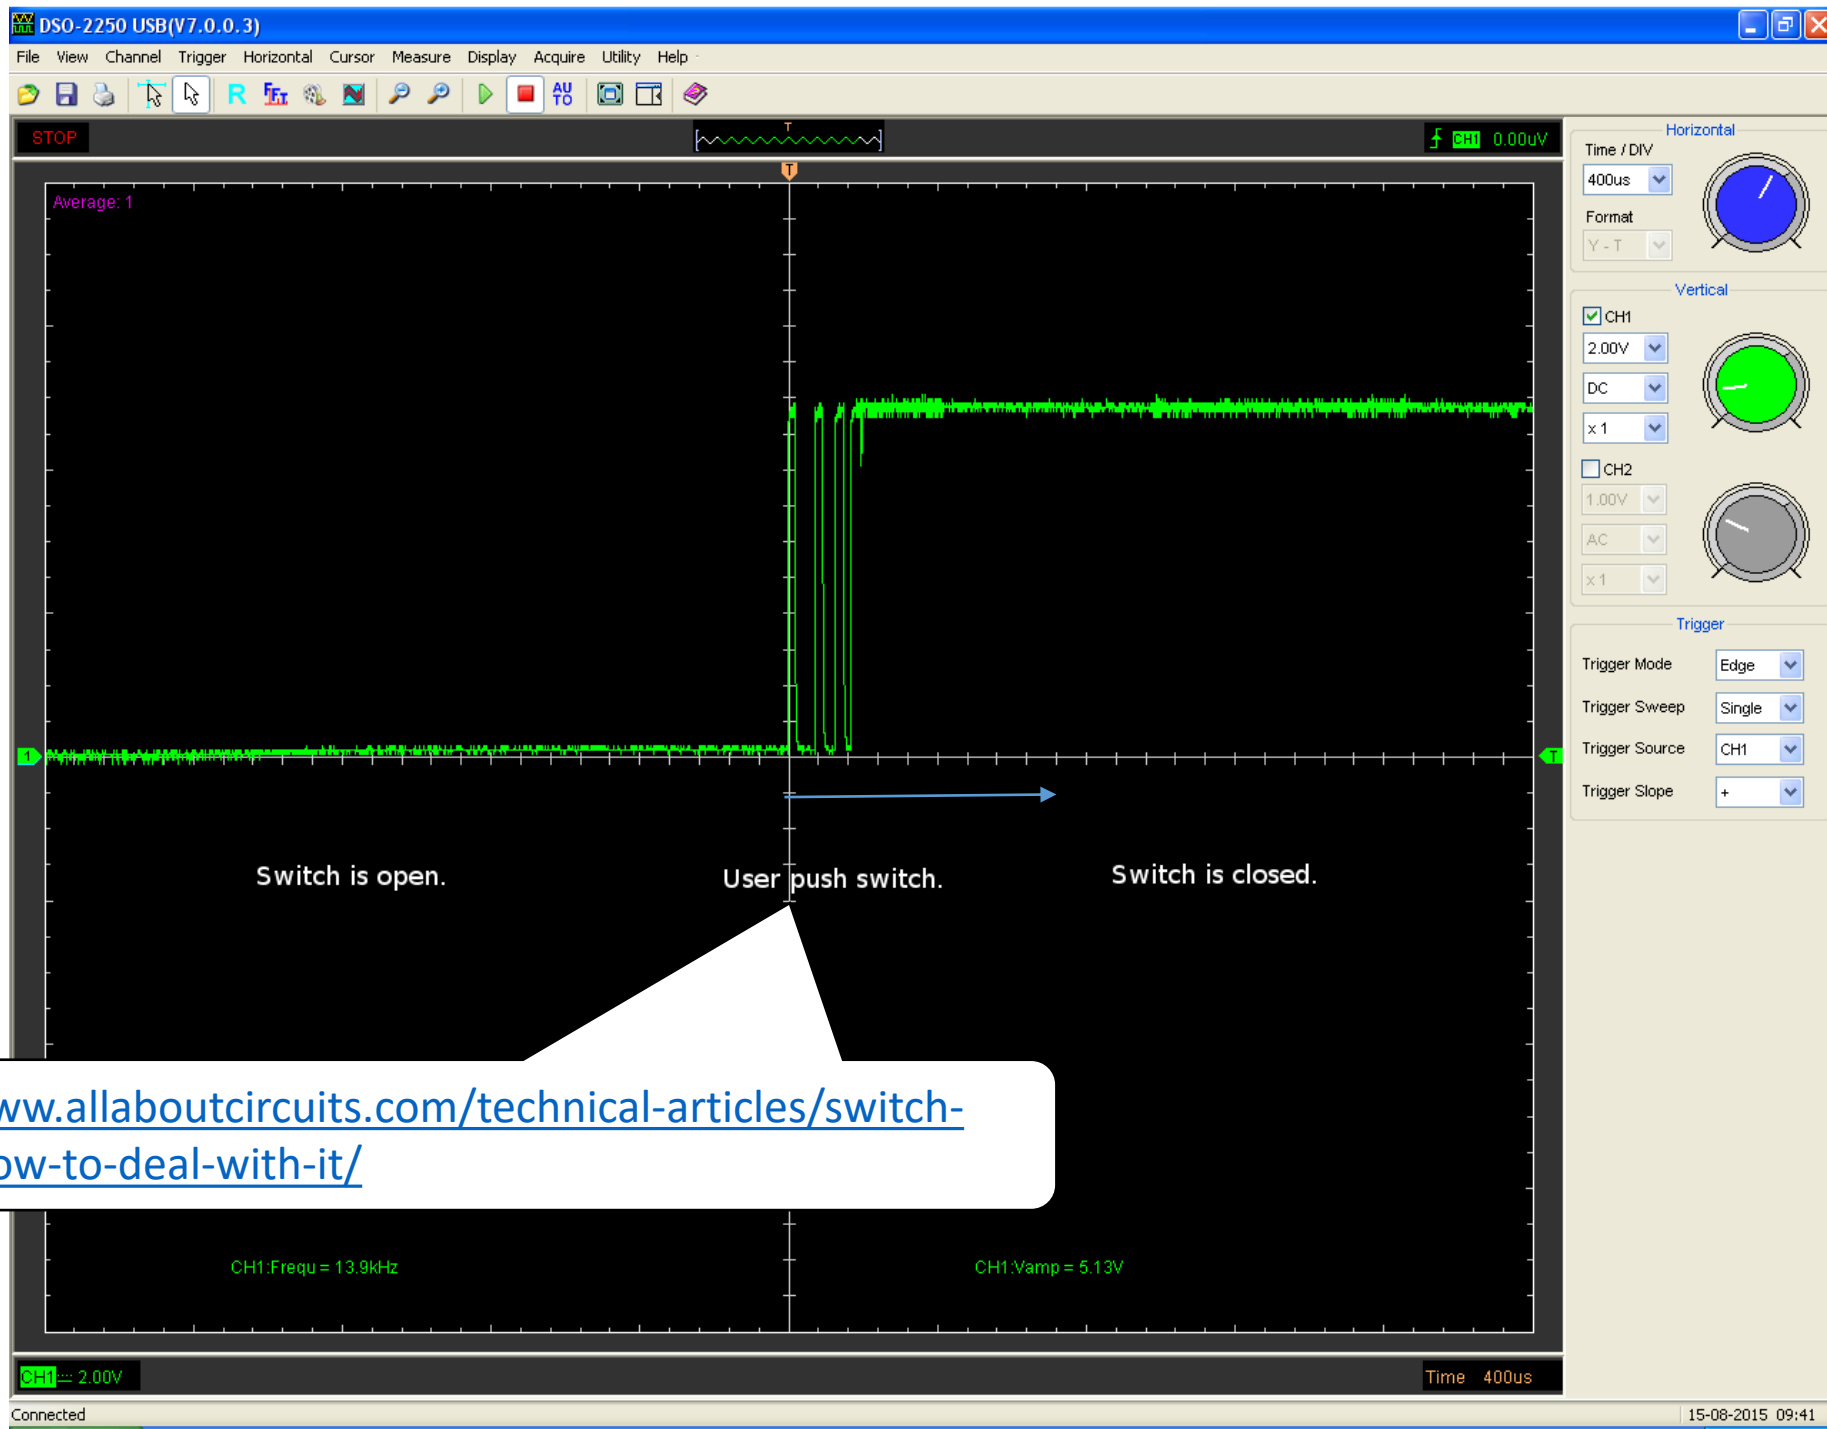 DSO-2250 USB(V7.0.0.3)
File View Channel Trigger Horizontal Cursor Measure Display Acquire Utility Help
R FFT AUTO
STOP
T
CH1 0.00uV
T
Average: 1
1
T
Switch is open.
User push switch.
Switch is closed.
ww.allaboutcircuits.com/technical-articles/switch-
ow-to-deal-with-it/
CH1:Frequ = 13.9kHz
CH1:Vamp = 5.13V
CH1 2.00V
Time 400us
Connected
15-08-2015 09:41
Horizontal
Time / DIV
400us
Format
Y - T
Vertical
CH1
2.00V
DC
x 1
CH2
1.00V
AC
x 1
Trigger
Trigger Mode Edge
Trigger Sweep Single
Trigger Source CH1
Trigger Slope +